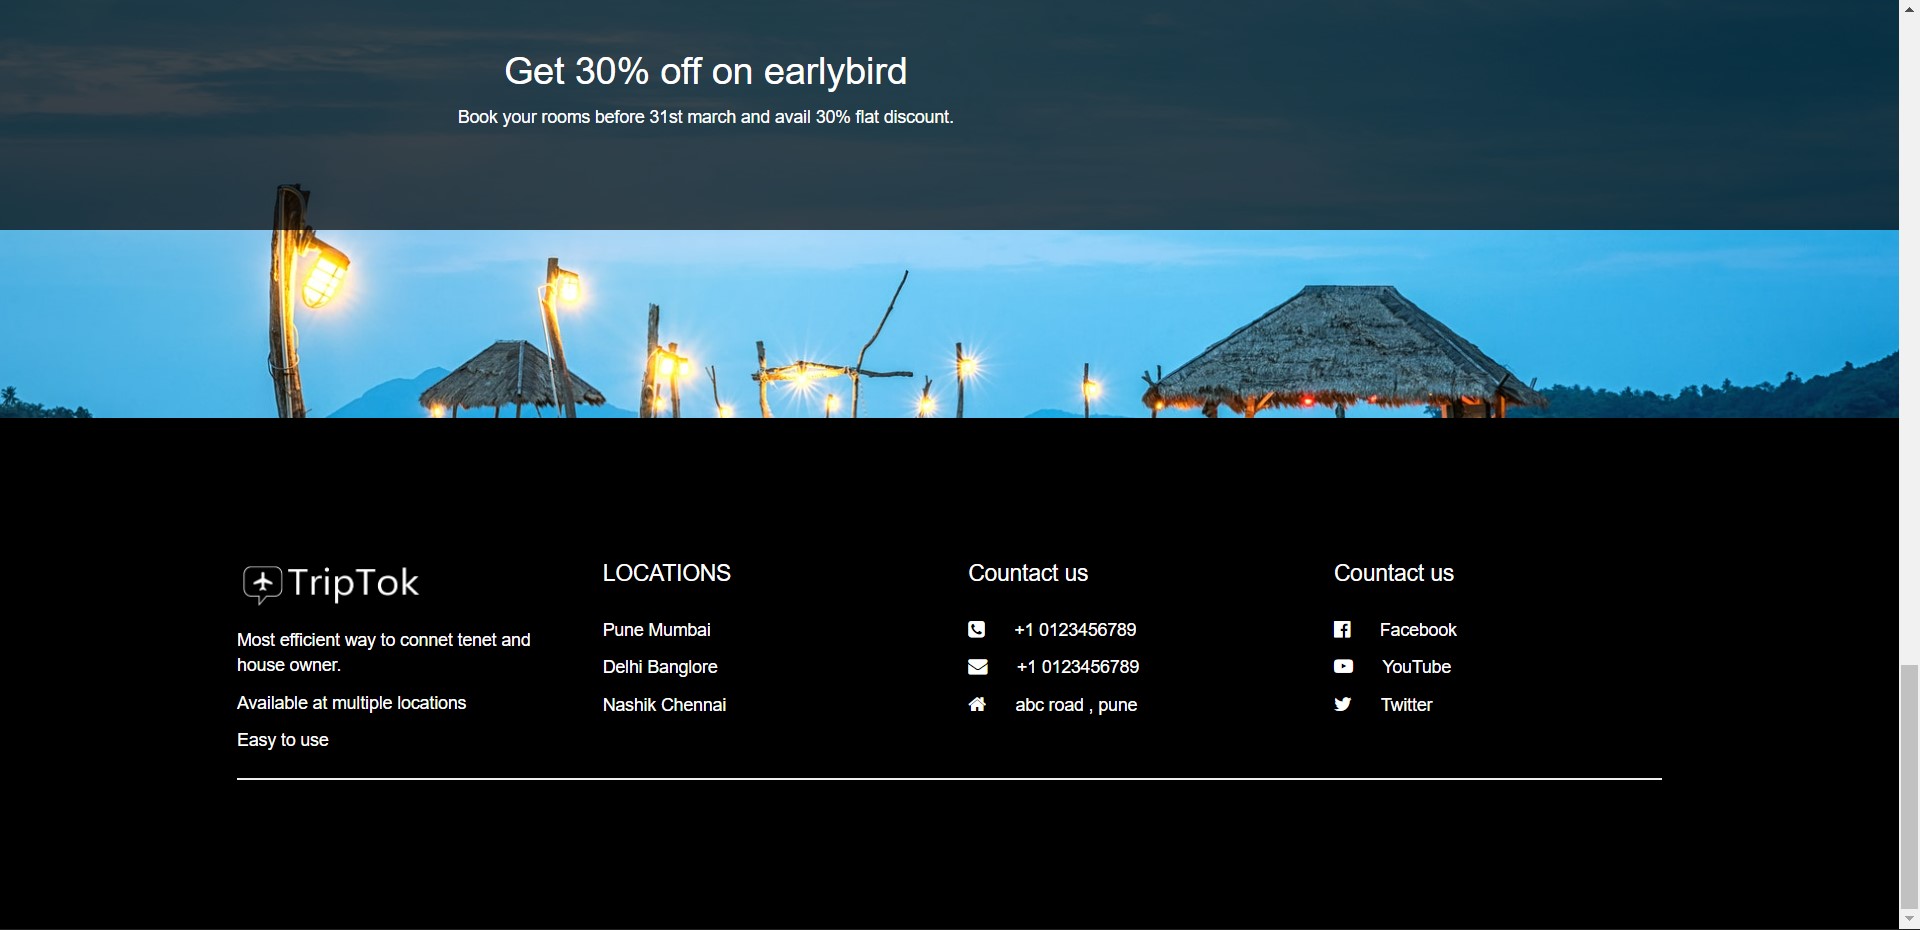 Get 30% off on earlybird
Book your rooms before 31st march and avail 30% flat discount.
TripTok
Most efficient way to connet tenet and
house owner.
Available at multiple locations
Easy to use
LOCATIONS
Pune Mumbai
Delhi Banglore
Nashik Chennai
Countact us
+1 0123456789
+1 0123456789
abc road , pune
Countact us
Facebook
YouTube
Twitter